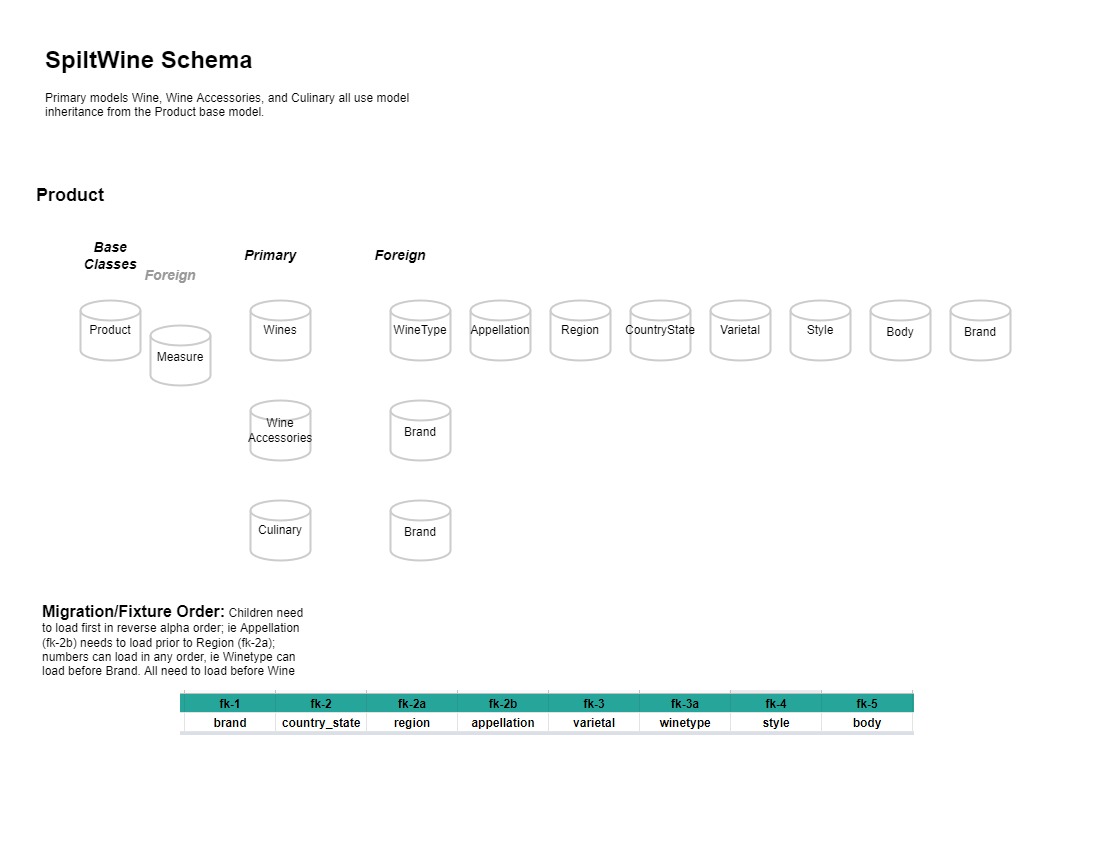 SpiltWine Schema
Primary models Wine, Wine Accessories, and Culinary all use model
inheritance from the Product base model.
Product
Base
Classes
Foreign
Primary
Foreign
Product
Measure
Wines
WineType
Appellation
Region
CountryState
Varietal
Style
Body
Brand
Wine
Accessories
Brand
Culinary
Brand
Migration/Fixture Order: Children need
to load first in reverse alpha order; ie Appellation
(fk-2b) needs to load prior to Region (fk-2a);
numbers can load in any order, ie Winetype can
load before Brand. All need to load before Wine
fk-1 fk-2 fk-2a fk-2b fk-3 fk-3a fk-4 fk-5
brand country_state region appellation varietal winetype style body